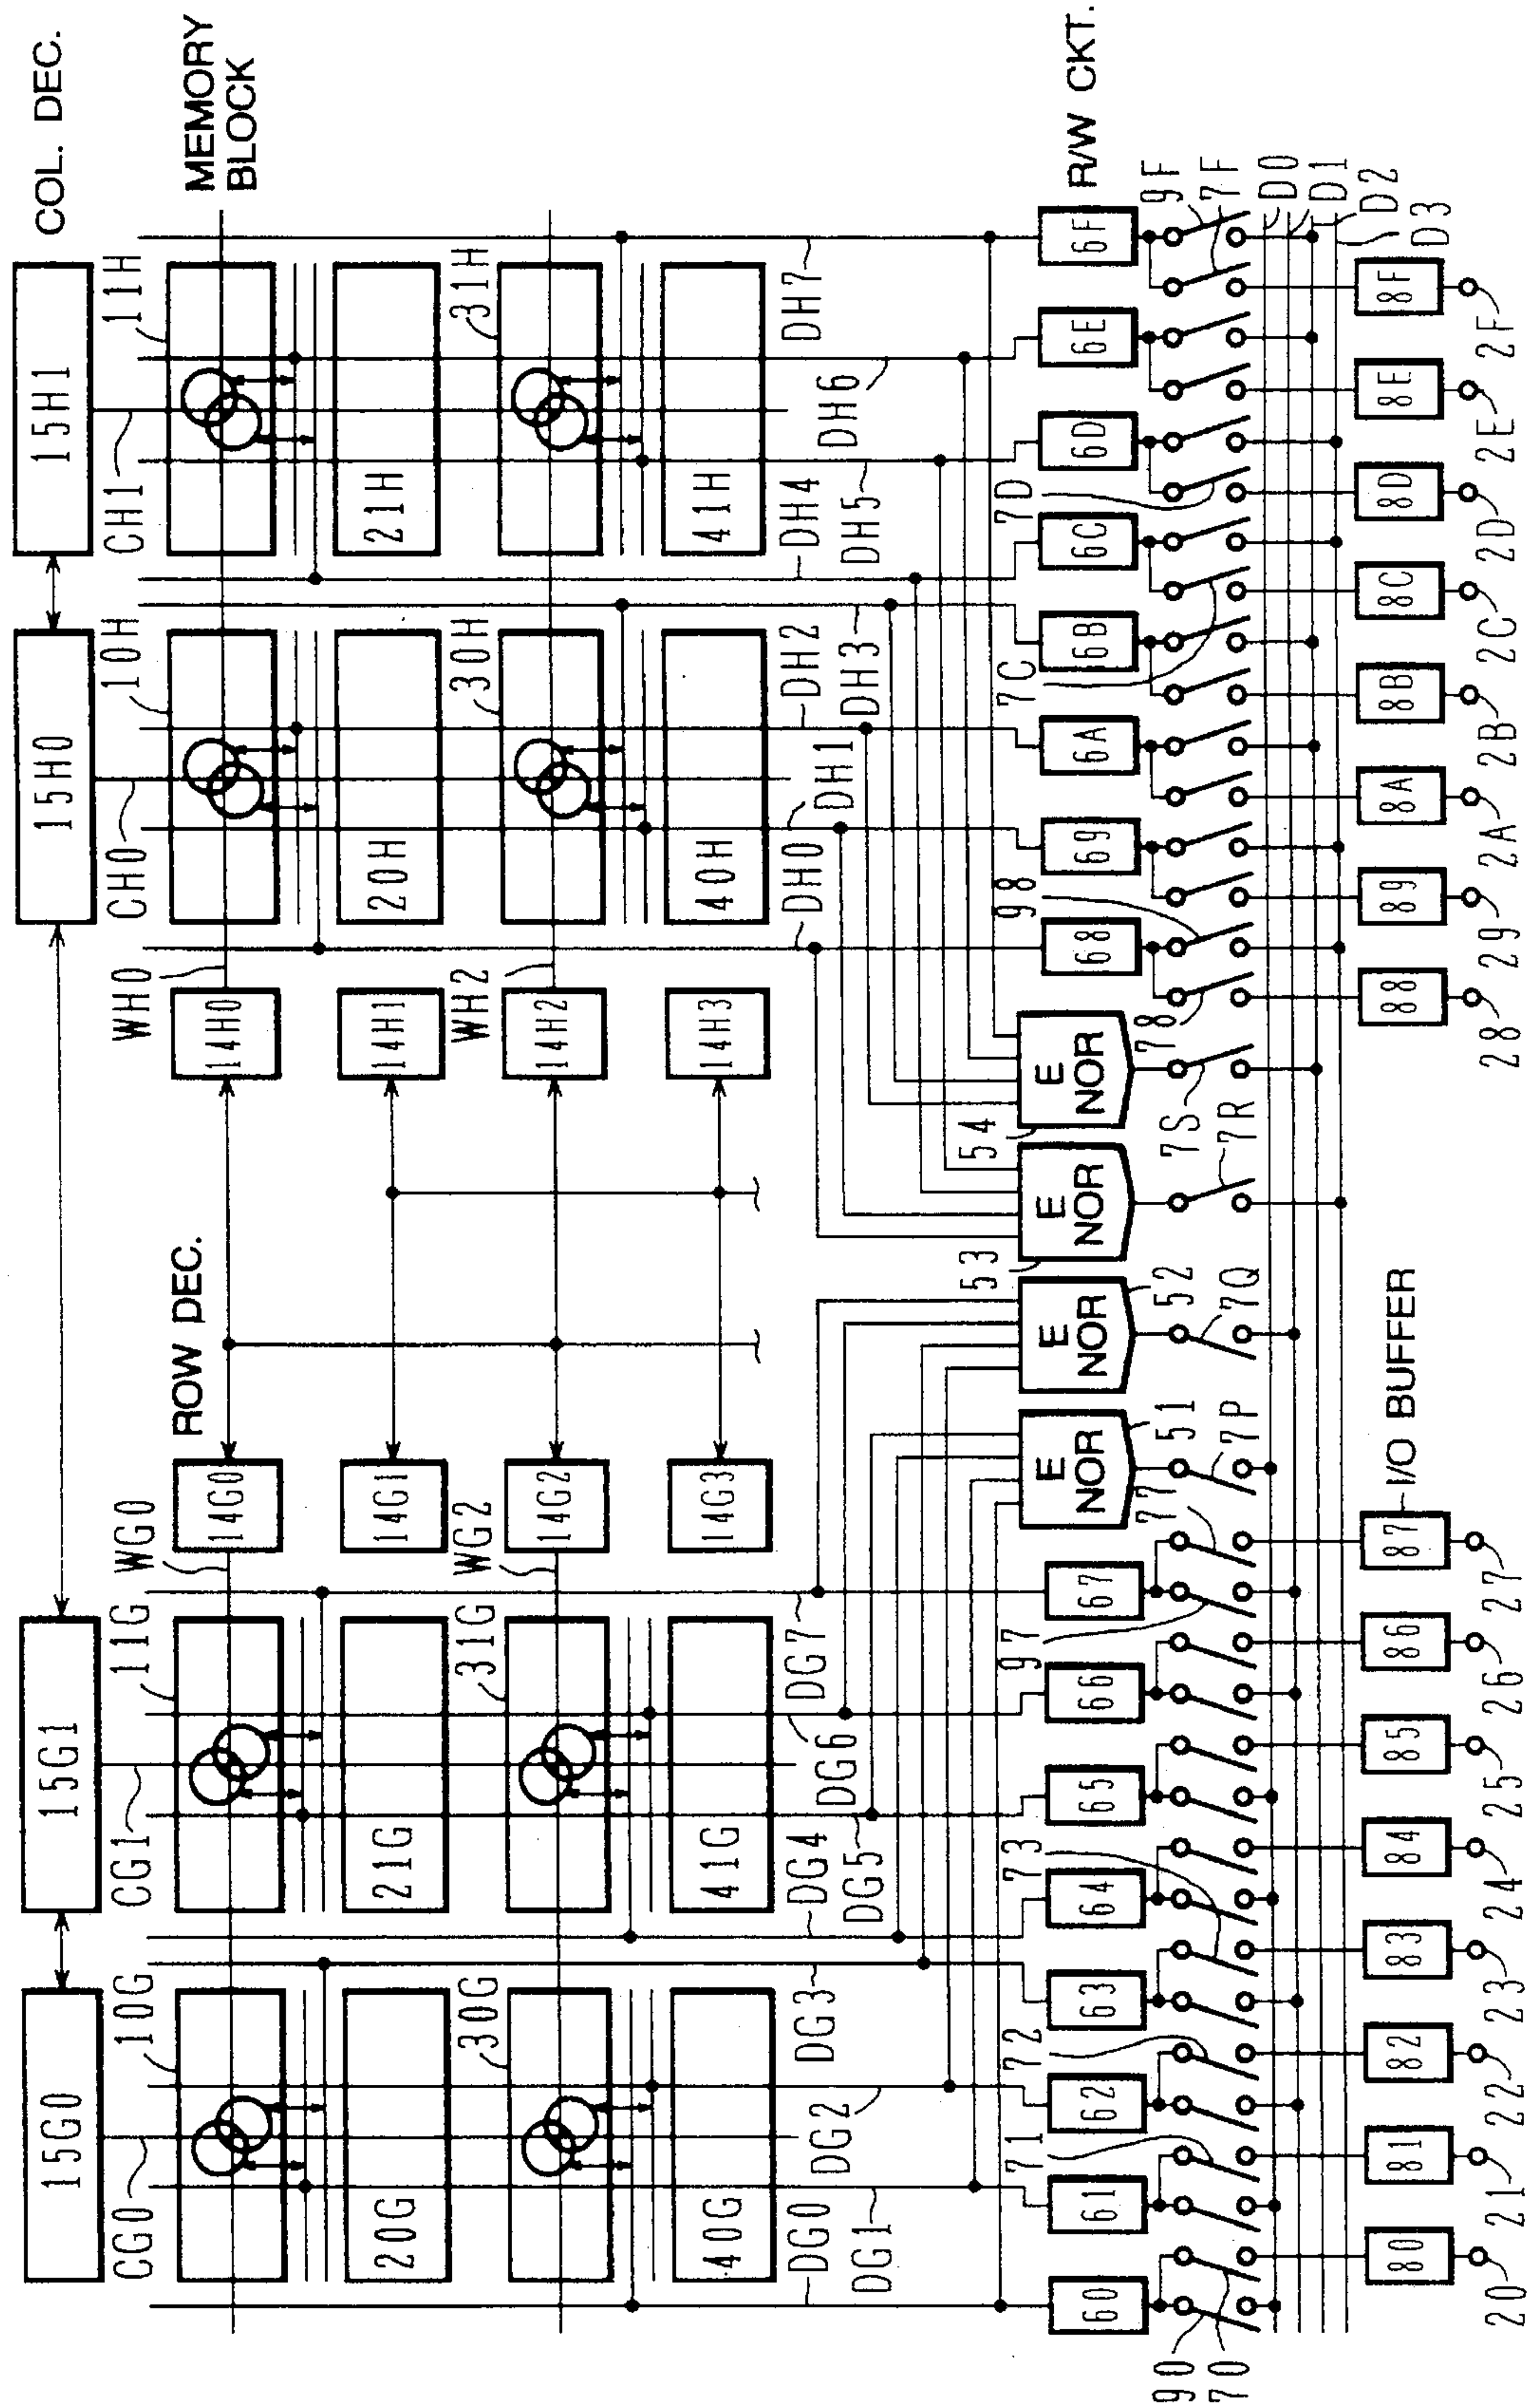 15G0
15G1
15H0
15H1
COL. DEC.
CG0
10G
CG1
11G
WG0
ROW DEC.
WH0
CH0
10H
CH1
11H
MEMORY
BLOCK
14G0
14H0
20G
21G
14G1
14H1
20H
21H
30G
31G
WG2
WH2
30H
31H
14G2
14H2
40G
41G
14G3
14H3
40H
41H
DG0
DG1
DG2
DG3
DG4
DG5
DG6
DG7
DH0
DH1
DH2
DH3
DH4
DH5
DH6
DH7
71
72
73
97
53
54
98
7C
7D
60
61
62
63
64
65
66
67
E
NOR
E
NOR
E
NOR
E
NOR
68
69
6A
6B
6C
6D
6E
6F
R/W CKT.
90
70
77
51
7P
52
7Q
7S
7R
78
9F
7F
D0
D1
D2
D3
80
81
82
83
84
85
86
87
I/O BUFFER
88
89
8A
8B
8C
8D
8E
8F
20
21
22
23
24
25
26
27
28
29
2A
2B
2C
2D
2E
2F